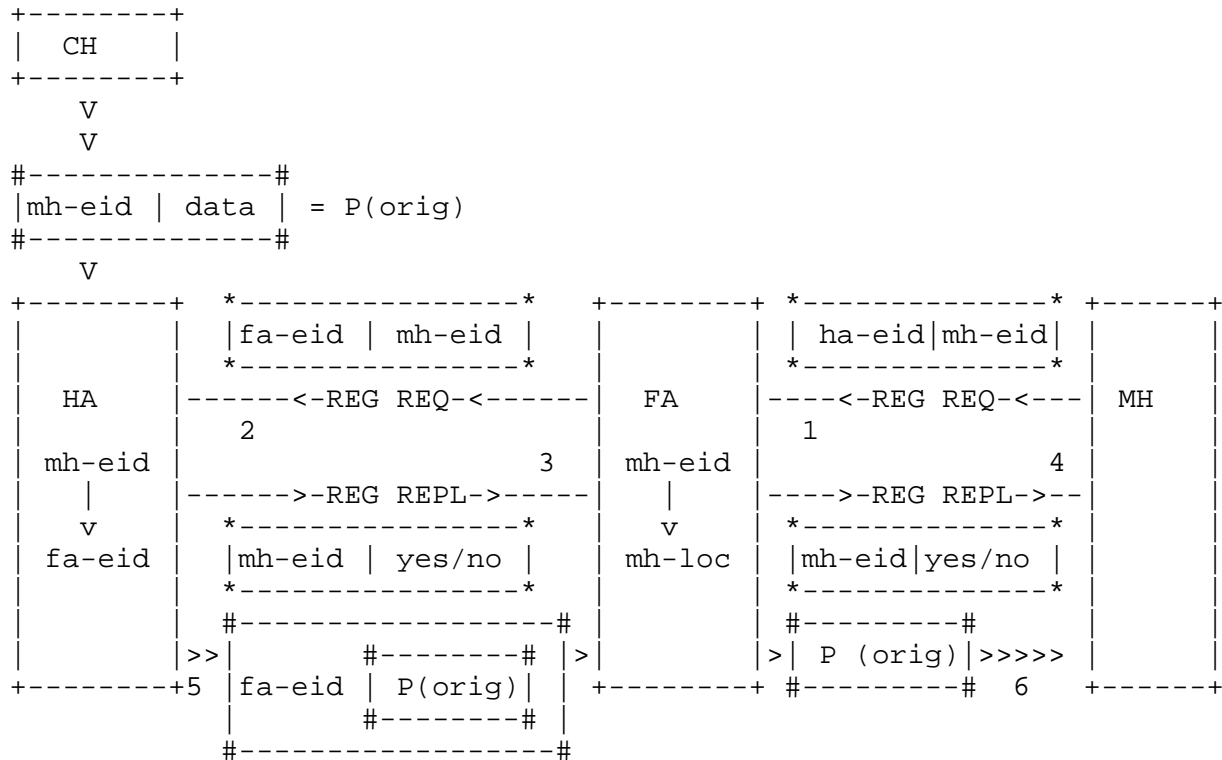 +--------+
|   CH   |
+--------+
    V
    V
#--------------#
|mh-eid | data | = P(orig)
#--------------#
    V
+--------+  *----------------*   +--------+ *--------------* +------+
|        |  |fa-eid | mh-eid |   |        | | ha-eid|mh-eid| |      |
|        |  *----------------*   |        | *--------------* |      |
|  HA    |------<-REG REQ-<------|  FA    |----<-REG REQ-<---| MH   |
|        |   2                   |        |  1               |      |
| mh-eid |                   3   | mh-eid |               4  |      |
|   |    |------>-REG REPL->-----|   |    |---->-REG REPL->--|      |
|   v    |  *----------------*   |   v    | *--------------* |      |
| fa-eid |  |mh-eid | yes/no |   | mh-loc | |mh-eid|yes/no | |      |
|        |  *----------------*   |        | *--------------* |      |
|        |  #------------------# |        | #---------#      |      |
|        |>>|       #--------# |>|        |>| P (orig)|>>>>> |      |
+--------+5 |fa-eid | P(orig)| | +--------+ #---------#  6   +------+
            |       #--------# |
            #------------------#